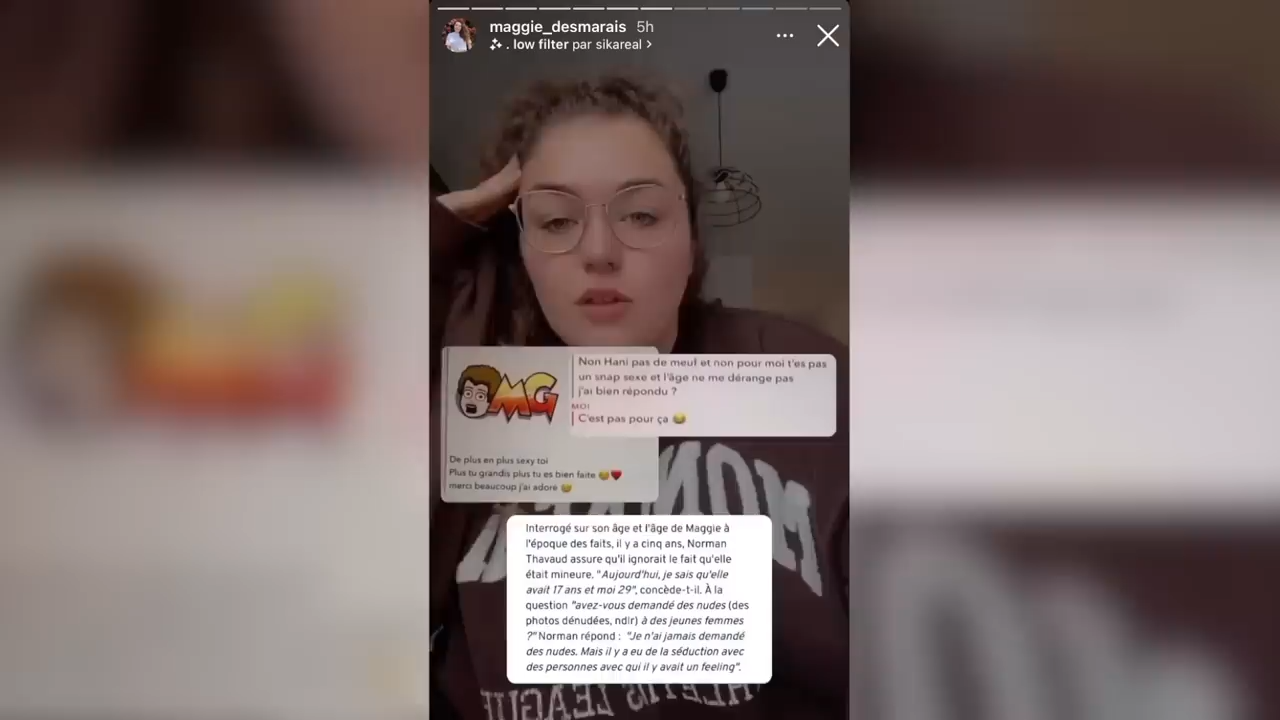 maggie_desmarais 5h
. low filter par sikareal >
OMG
Non Hani pas de meuf et non pour moi t'es pas
un snap sexe et l'âge ne me dérange pas
j'ai bien répondu ?
MOI
C'est pas pour ça 😂
De plus en plus sexy toi
Plus tu grandis plus tu es bien faite 😂❤️
merci beaucoup j'ai adoré 😂
Interrogé sur son âge et l'âge de Maggie à
l'époque des faits, il y a cinq ans, Norman
Thavaud assure qu'il ignorait le fait qu'elle
était mineure. "Aujourd'hui, je sais qu'elle
avait 17 ans et moi 29", concède-t-il. À la
question "avez-vous demandé des nudes (des
photos dénudées, ndlr) à des jeunes femmes
?" Norman répond : "Je n'ai jamais demandé
des nudes. Mais il y a eu de la séduction avec
des personnes avec qui il y avait un feeling".